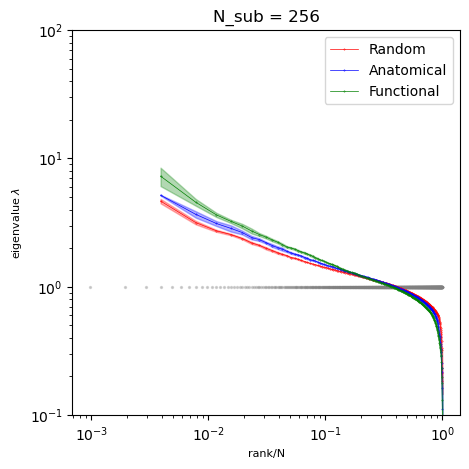 N_sub = 256
10²
10¹
10⁰
10⁻¹
eigenvalue λ
Random
Anatomical
Functional
10⁻³
10⁻²
10⁻¹
10⁰
rank/N